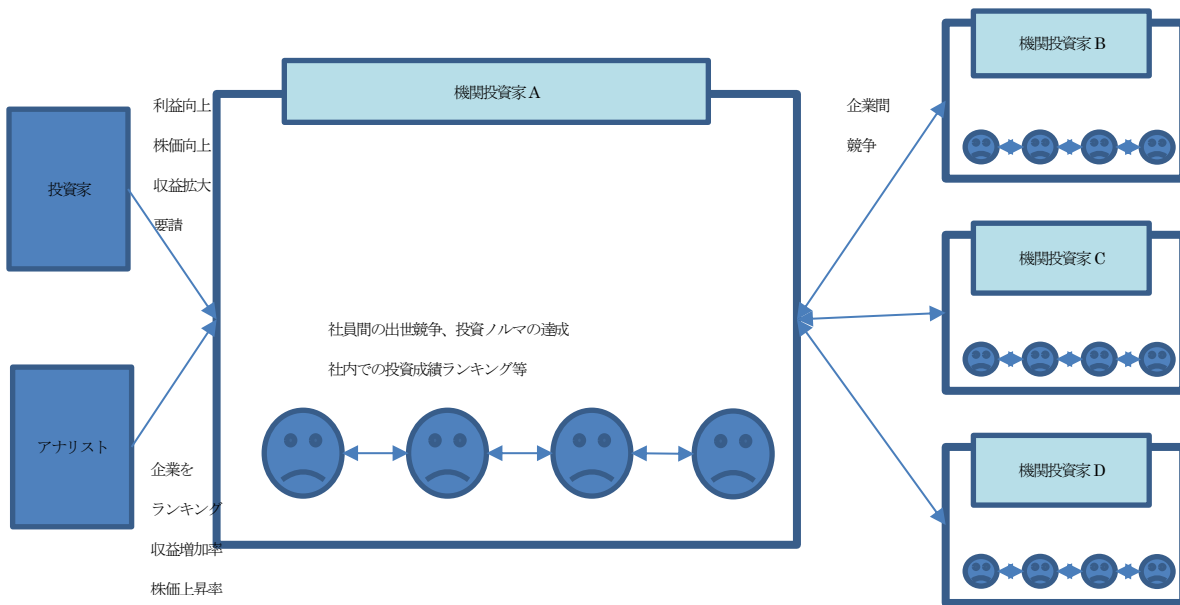 投資家
利益向上
株価向上
収益拡大
要請
アナリスト
企業を
ランキング
収益増加率
株価上昇率
機関投資家 A
社員間の出世競争、投資ノルマの達成
社内での投資成績ランキング等
企業間
競争
機関投資家 B
機関投資家 C
機関投資家 D